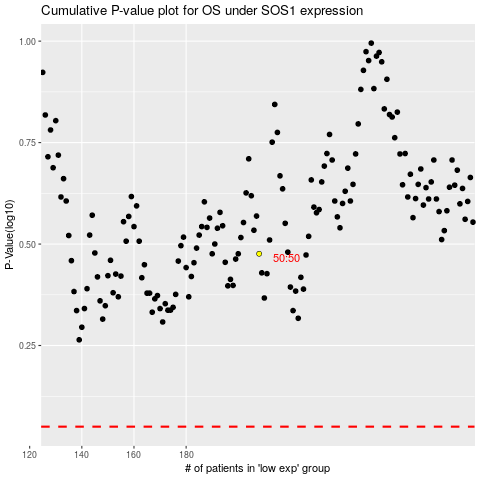 Cumulative P-value plot for OS under SOS1 expression
P-Value(log10)
1.00
0.75
0.50
0.25
50:50
120 140 160 180
# of patients in 'low exp' group